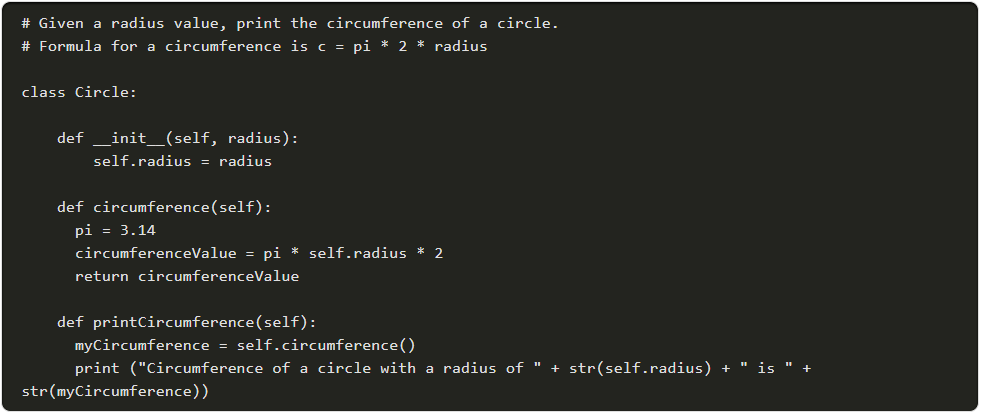 # Given a radius value, print the circumference of a circle.
# Formula for a circumference is c = pi * 2 * radius

class Circle:

    def __init__(self, radius):
        self.radius = radius

    def circumference(self):
      pi = 3.14
      circumferenceValue = pi * self.radius * 2
      return circumferenceValue

    def printCircumference(self):
      myCircumference = self.circumference()
      print ("Circumference of a circle with a radius of " + str(self.radius) + " is " +
str(myCircumference))